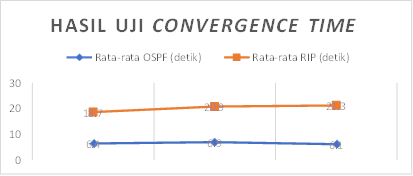 HASIL UJI CONVERGENCE TIME
Rata-rata OSPF (detik) Rata-rata RIP (detik)
30
20
10
0